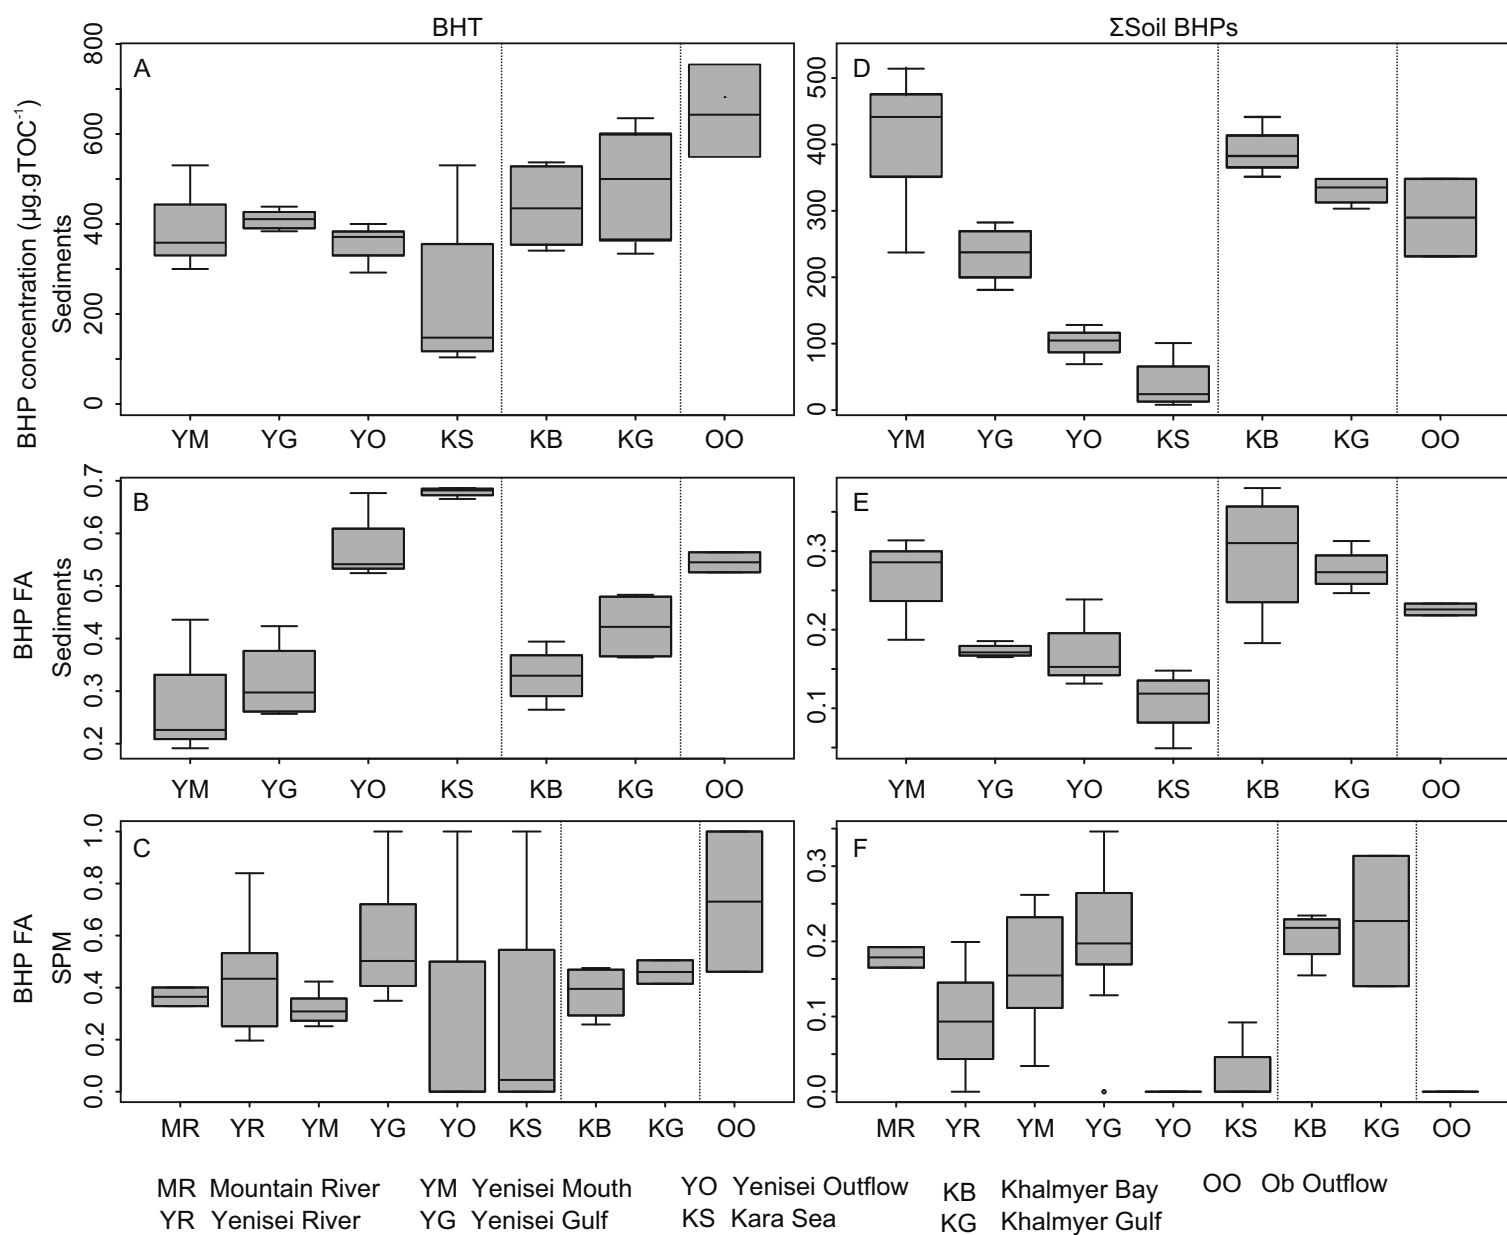 BHT
ΣSoil BHPs
BHP concentration (µg.gTOC⁻¹)
Sediments
A
800
600
400
200
0
YM YG YO KS KB KG OO
D
500
400
300
200
100
0
YM YG YO KS KB KG OO
BHP FA
Sediments
B
0.7
0.6
0.5
0.4
0.3
0.2
YM YG YO KS KB KG OO
E
0.3
0.2
0.1
YM YG YO KS KB KG OO
BHP FA
SPM
C
1.0
0.8
0.6
0.4
0.2
0.0
MR YR YM YG YO KS KB KG OO
F
0.3
0.2
0.1
0.0
MR YR YM YG YO KS KB KG OO
MR Mountain River
YR Yenisei River
YM Yenisei Mouth
YG Yenisei Gulf
YO Yenisei Outflow
KS Kara Sea
KB Khalmyer Bay
KG Khalmyer Gulf
OO Ob Outflow